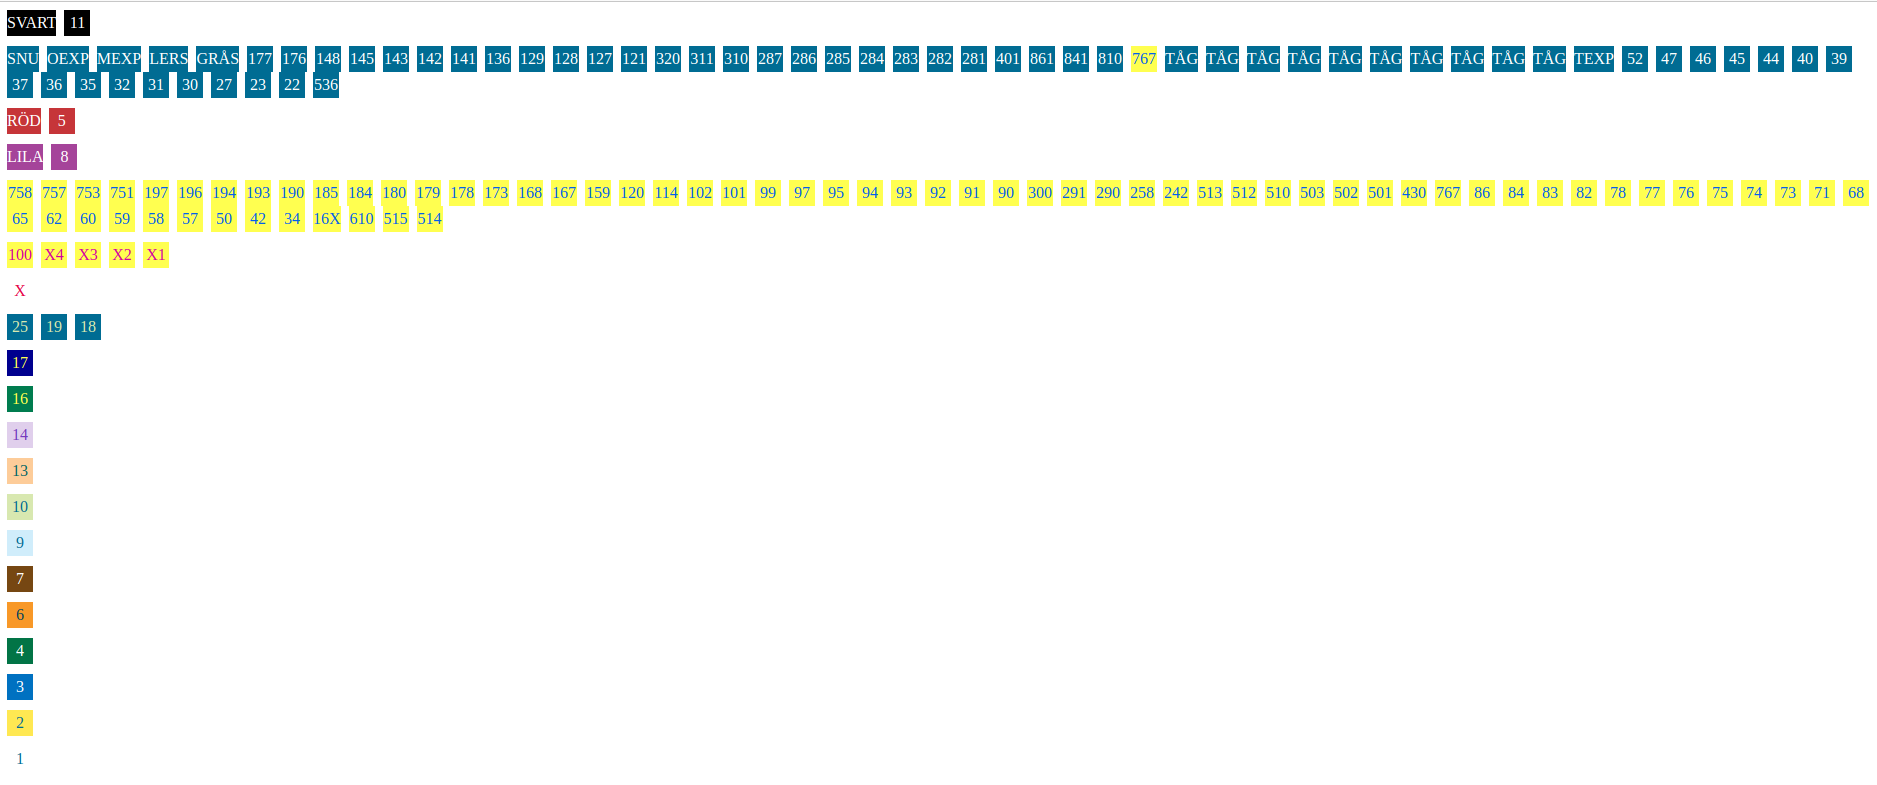 SVART 11
SNU OEXP MEXP LERS GRÅS 177 176 148 145 143 142 141 136 129 128 127 121 320 311 310 287 286 285 284 283 282 281 401 861 841 810 767 TÅG TÅG TÅG TÅG TÅG TÅG TÅG TÅG TÅG TÅG TEXP 52 47 46 45 44 40 39
37 36 35 32 31 30 27 23 22 536
RÖD 5
LILA 8
758 757 753 751 197 196 194 193 190 185 184 180 179 178 173 168 167 159 120 114 102 101 99 97 95 94 93 92 91 90 300 291 290 258 242 513 512 510 503 502 501 430 767 86 84 83 82 78 77 76 75 74 73 71 68
65 62 60 59 58 57 50 42 34 16X 610 515 514
100 X4 X3 X2 X1
X
25 19 18
17
16
14
13
10
9
7
6
4
3
2
1